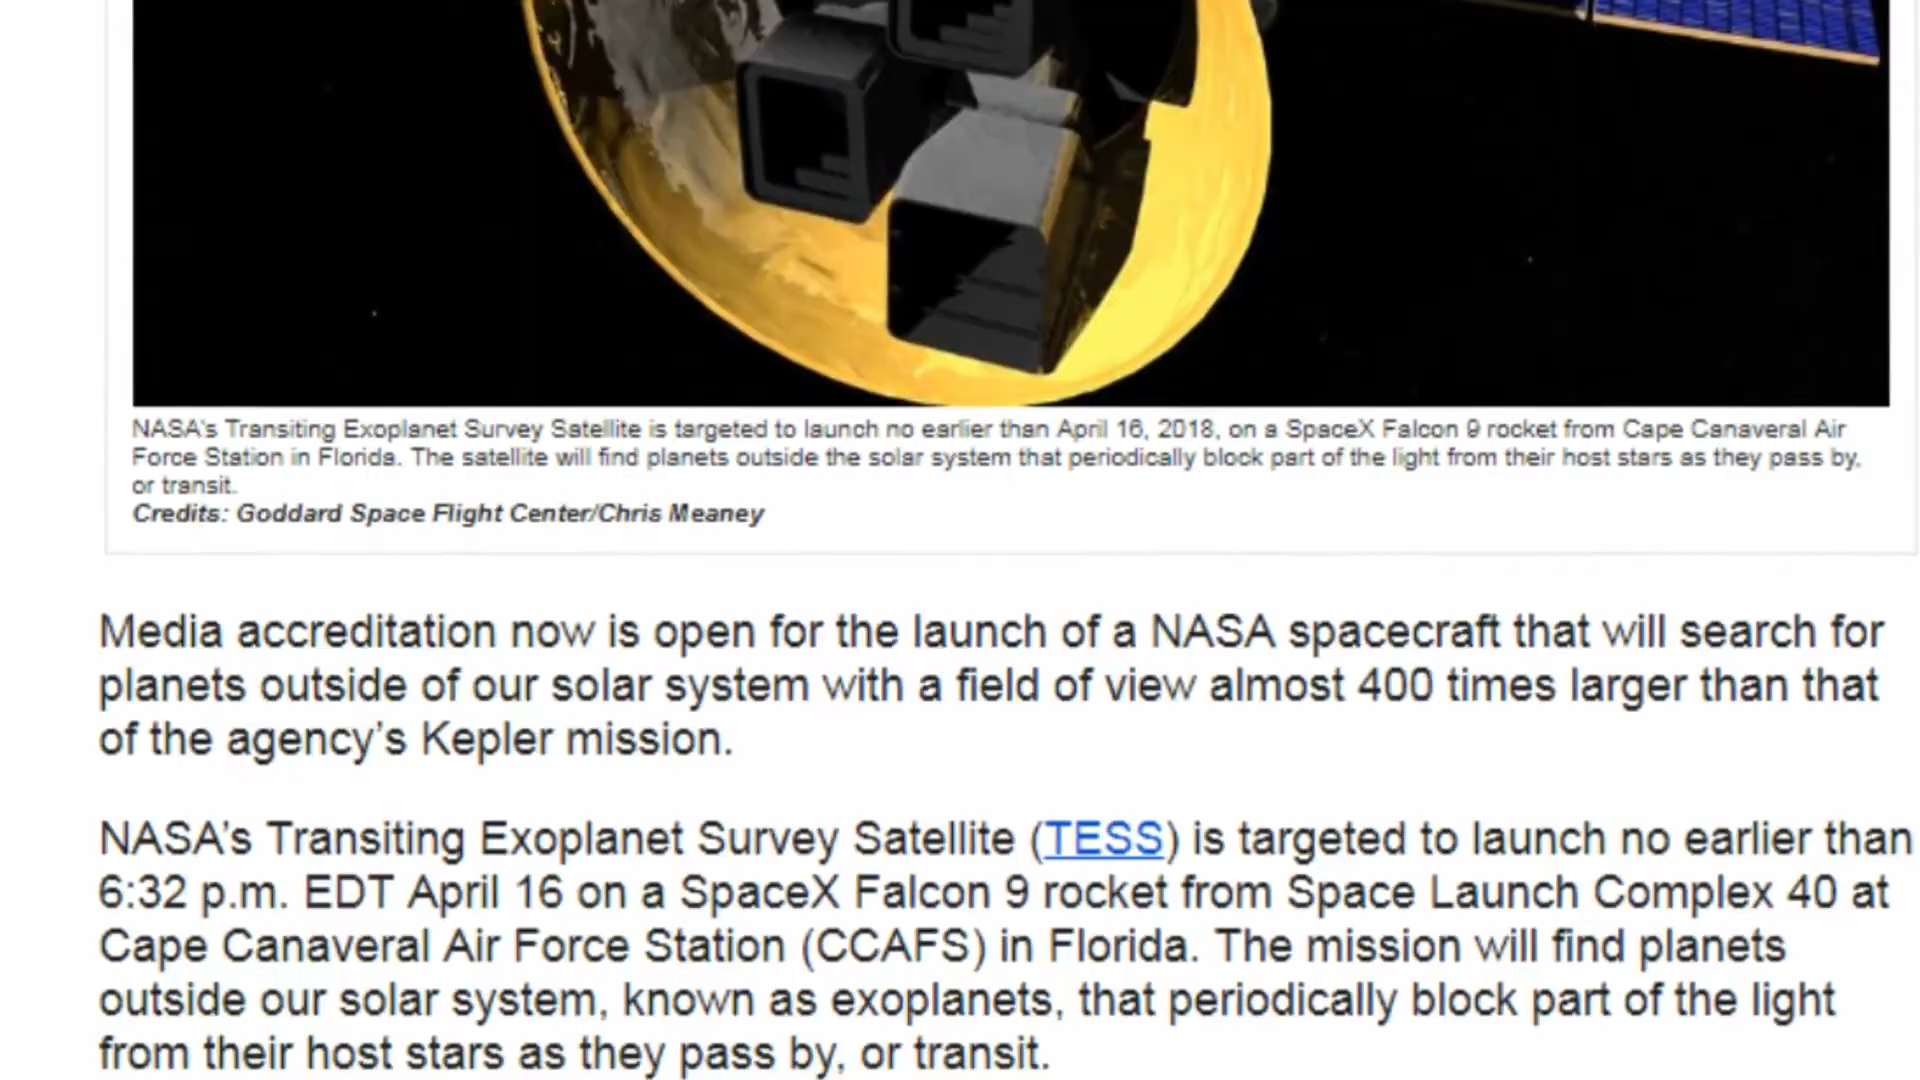 NASA's Transiting Exoplanet Survey Satellite is targeted to launch no earlier than April 16, 2018, on a SpaceX Falcon 9 rocket from Cape Canaveral Air
Force Station in Florida. The satellite will find planets outside the solar system that periodically block part of the light from their host stars as they pass by,
or transit.
Credits: Goddard Space Flight Center/Chris Meaney
Media accreditation now is open for the launch of a NASA spacecraft that will search for
planets outside of our solar system with a field of view almost 400 times larger than that
of the agency’s Kepler mission.
NASA’s Transiting Exoplanet Survey Satellite (TESS) is targeted to launch no earlier than
6:32 p.m. EDT April 16 on a SpaceX Falcon 9 rocket from Space Launch Complex 40 at
Cape Canaveral Air Force Station (CCAFS) in Florida. The mission will find planets
outside our solar system, known as exoplanets, that periodically block part of the light
from their host stars as they pass by, or transit.